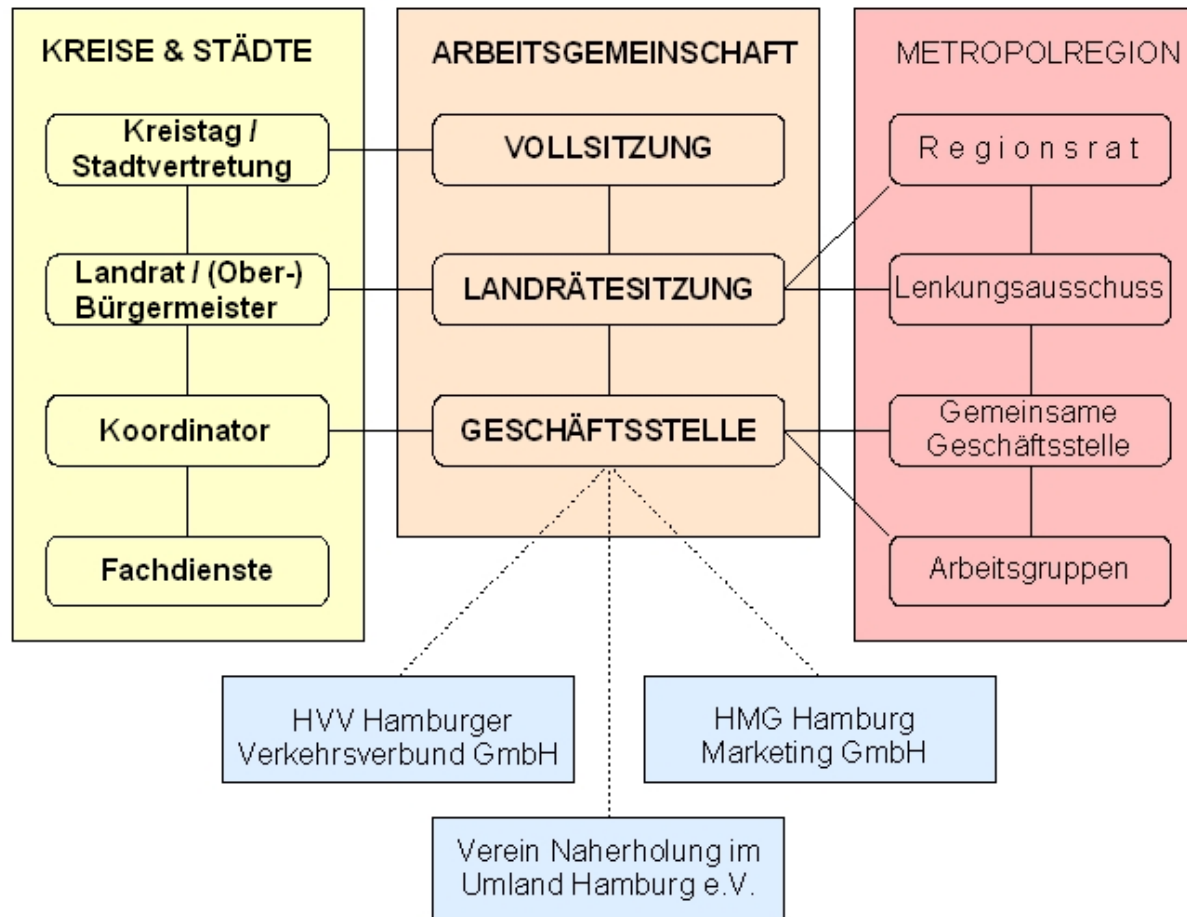 KREISE & STÄDTE
Kreistag /
Stadtvertretung
Landrat / (Ober-)
Bürgermeister
Koordinator
Fachdienste
ARBEITSGEMEINSCHAFT
VOLLSITZUNG
LANDRÄTESITZUNG
GESCHÄFTSSTELLE
METROPOLREGION
Regionsrat
Lenkungsausschuss
Gemeinsame
Geschäftsstelle
Arbeitsgruppen
HVV Hamburger
Verkehrsverbund GmbH
HMG Hamburg
Marketing GmbH
Verein Naherholung im
Umland Hamburg e.V.